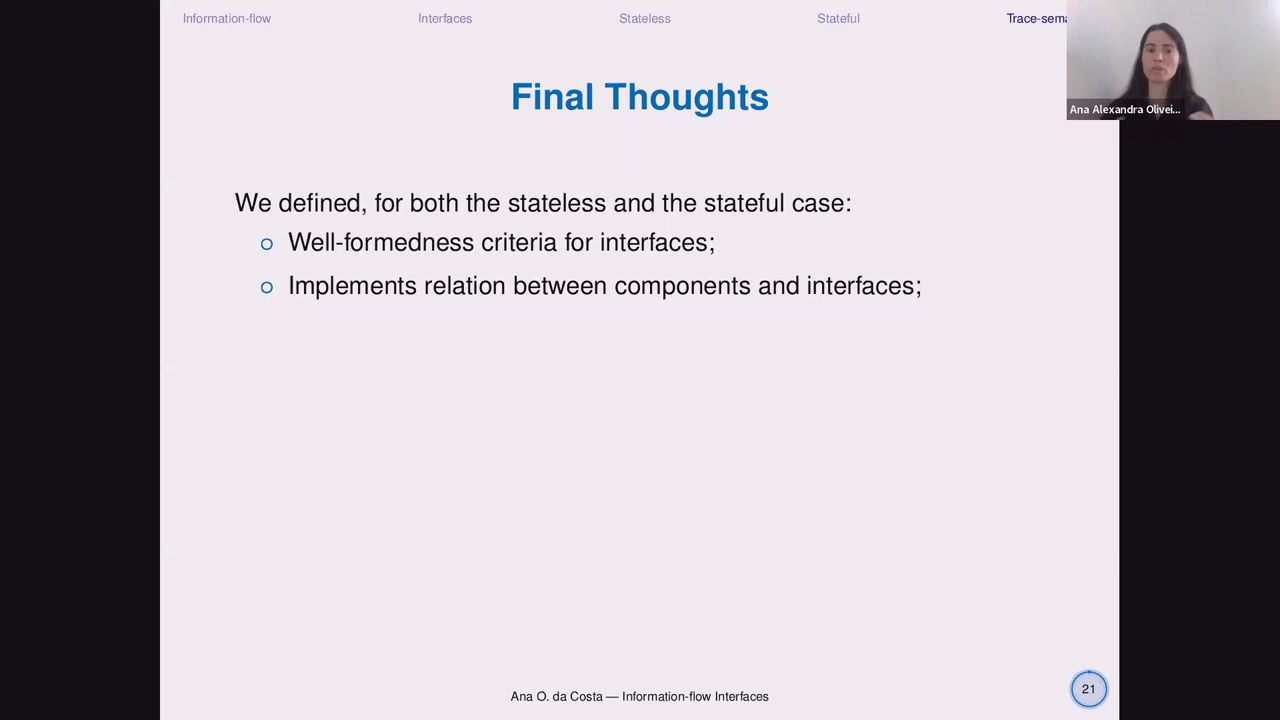 Information-flow
Interfaces
Stateless
Stateful
Trace-sema
Ana Alexandra Olivei...
Final Thoughts
We defined, for both the stateless and the stateful case:
Well-formedness criteria for interfaces;
Implements relation between components and interfaces;
Ana O. da Costa — Information-flow Interfaces
21